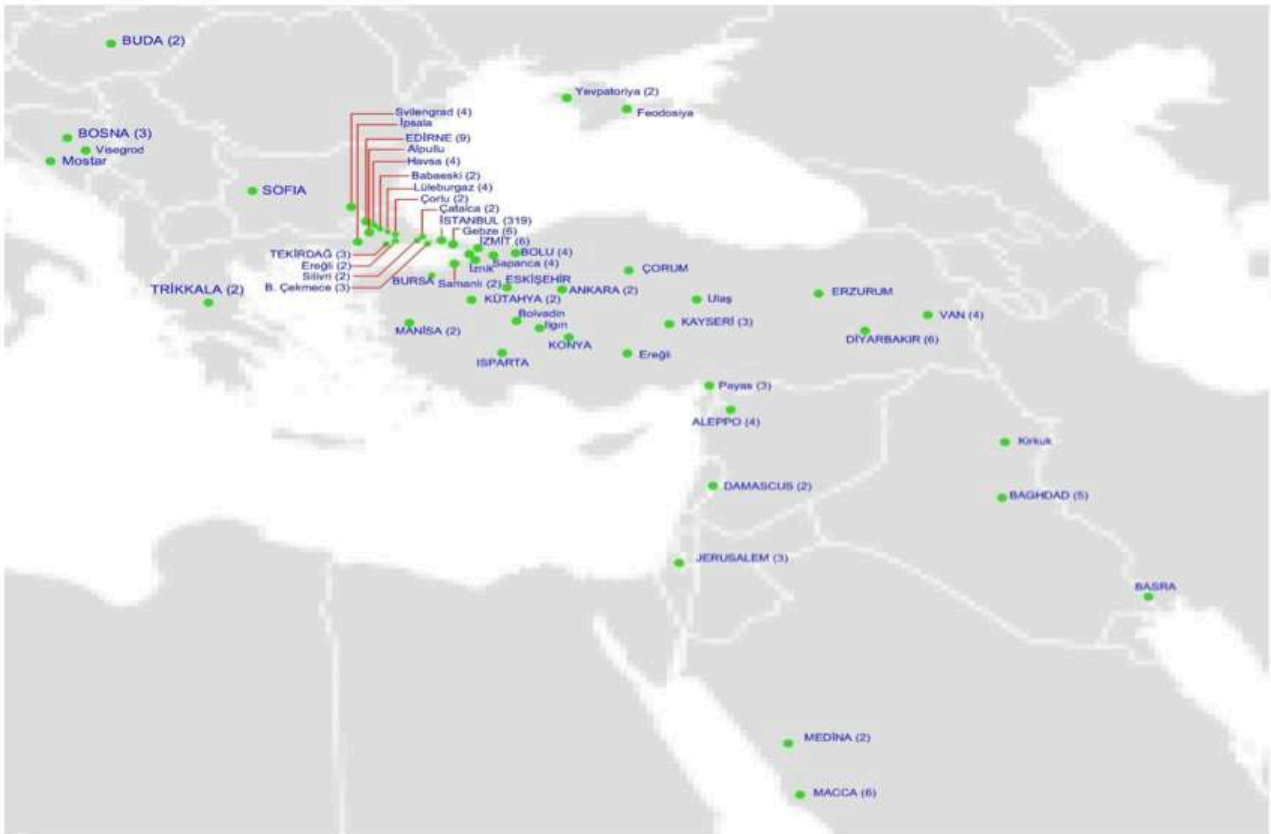 BUDA (2)
Yevpatoriya (2)
Feodosiya
BOSNA (3)
Visegrod
Mostar
SOFIA
Svilengrad (4)
İpsala
EDİRNE (9)
Alpullu
Havsa (4)
Babaeski (2)
Lüleburgaz (4)
Çorlu (2)
Çatalca (2)
İSTANBUL (319)
Gebze (6)
İZMİT (6)
BOLU (4)
Sapanca (4)
İznik
TEKİRDAĞ (3)
Ereğli (2)
Silivri (2)
B. Çekmece (3)
BURSA
Samanlı (2)
ESKİŞEHİR
ANKARA (2)
ÇORUM
TRİKKALA (2)
KÜTAHYA (2)
Ulaş
ERZURUM
VAN (4)
MANİSA (2)
Bolvadin
Ilgın
KONYA
KAYSERİ (3)
DİYARBAKIR (6)
ISPARTA
Ereğli
Payas (3)
ALEPPO (4)
Kirkuk
DAMASCUS (2)
BAGHDAD (5)
JERUSALEM (3)
BASRA
MEDİNA (2)
MACCA (6)